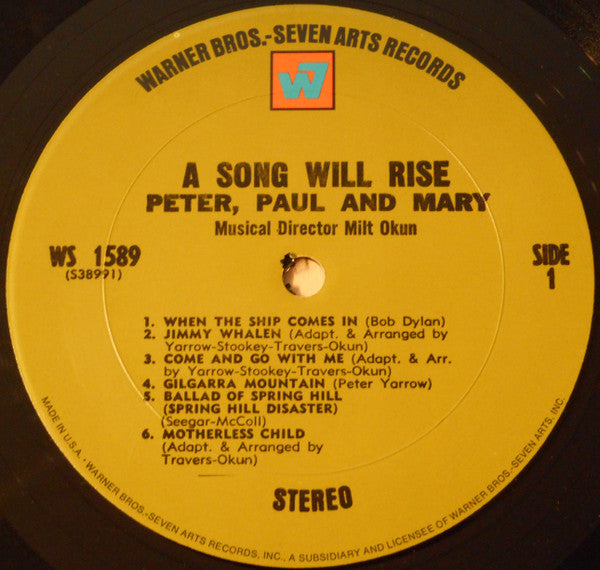 WARNER BROS.-SEVEN ARTS RECORDS
W7
A SONG WILL RISE
PETER, PAUL AND MARY
Musical Director Milt Okun
WS 1589
(S38991)
SIDE
1
1. WHEN THE SHIP COMES IN (Bob Dylan)
2. JIMMY WHALEN (Adapt. & Arranged by
Yarrow-Stookey-Travers-Okun)
3. COME AND GO WITH ME (Adapt. & Arr.
by Yarrow-Stookey-Travers-Okun)
4. GILGARRA MOUNTAIN (Peter Yarrow)
5. BALLAD OF SPRING HILL
(SPRING HILL DISASTER)
(Seegar-McColl)
6. MOTHERLESS CHILD
(Adapt. & Arranged by
Travers-Okun)
STEREO
MADE IN U.S.A. • WARNER BROS.-SEVEN ARTS RECORDS, INC., A SUBSIDIARY AND LICENSEE OF WARNER BROS.-SEVEN ARTS, INC.